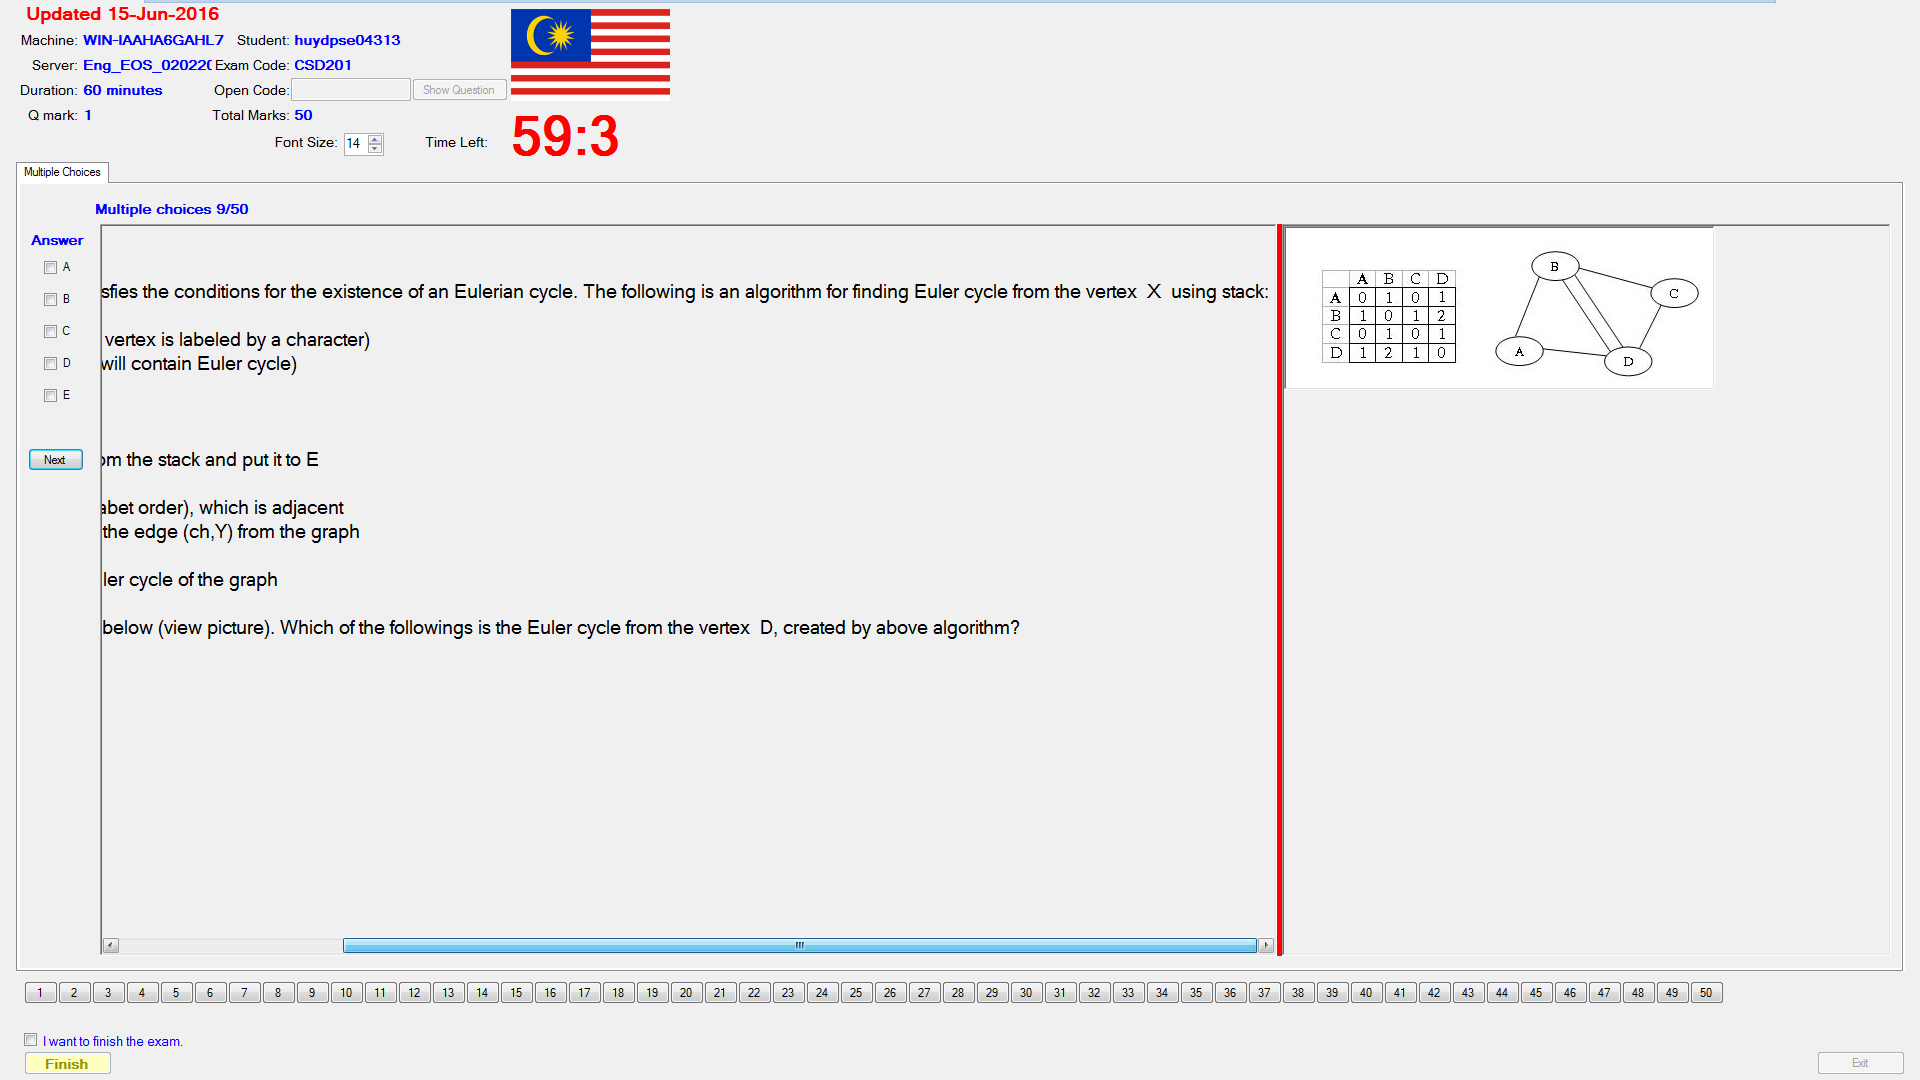 Updated 15-Jun-2016
Machine: WIN-IAAHA6GAHL7 Student: huydpse04313
Server: Eng_EOS_020220 Exam Code: CSD201
Duration: 60 minutes Open Code: Show Question
Q mark: 1 Total Marks: 50
Font Size: 14 Time Left: 59:3
Multiple Choices
Multiple choices 9/50
Answer
A
B
C
D
E
Next
sfies the conditions for the existence of an Eulerian cycle. The following is an algorithm for finding Euler cycle from the vertex X using stack:
vertex is labeled by a character)
will contain Euler cycle)
om the stack and put it to E
abet order), which is adjacent
the edge (ch,Y) from the graph
ler cycle of the graph
below (view picture). Which of the followings is the Euler cycle from the vertex D, created by above algorithm?
A B C D
A 0 1 0 1
B 1 0 1 2
C 0 1 0 1
D 1 2 1 0
B
C
A
D
1 2 3 4 5 6 7 8 9 10 11 12 13 14 15 16 17 18 19 20 21 22 23 24 25 26 27 28 29 30 31 32 33 34 35 36 37 38 39 40 41 42 43 44 45 46 47 48 49 50
I want to finish the exam.
Finish
Exit